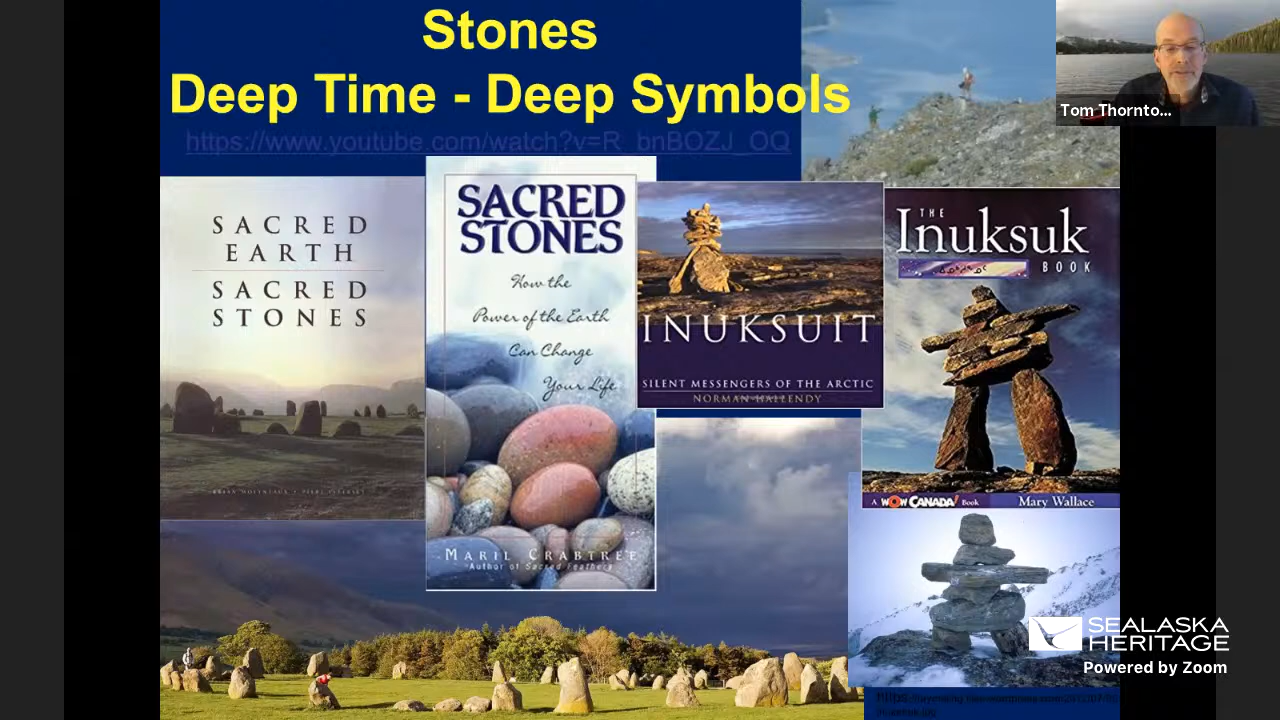 Stones
Deep Time - Deep Symbols
https://www.youtube.com/watch?v=R_bnBOZJ_OQ
Tom Thornto...
SACRED
EARTH
SACRED
STONES
SACRED
STONES
How the
Power of the Earth
Can Change
Your Life
MARIL CRABTREE
Author of Sacred Feathers
INUKSUIT
SILENT MESSENGERS OF THE ARCTIC
NORMAN HALLENDY
THE
Inuksuk
BOOK
A WOW CANADA! Book Mary Wallace
SEALASKA
HERITAGE
Powered by Zoom